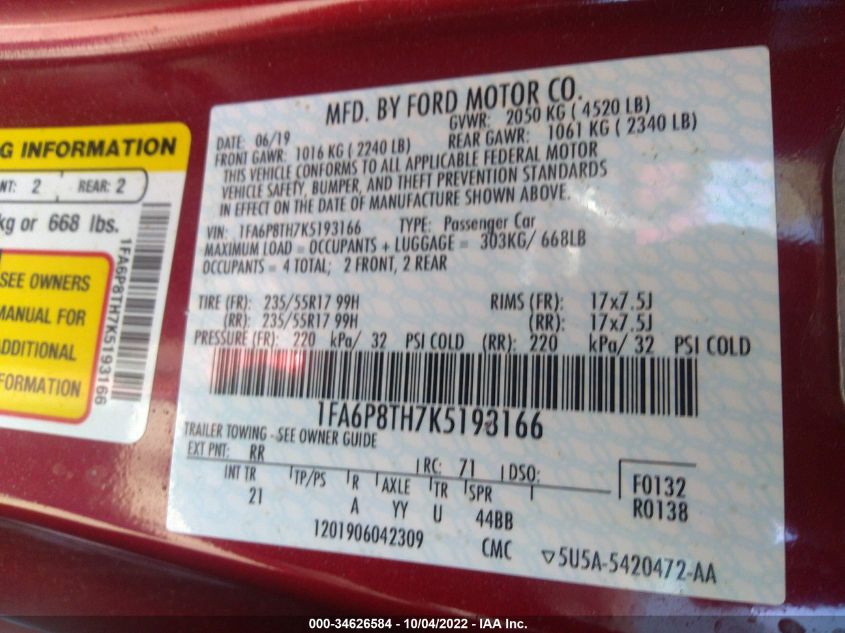 MFD. BY FORD MOTOR CO.
DATE: 06/19 GVWR: 2050 KG ( 4520 LB)
FRONT GAWR: 1016 KG ( 2240 LB) REAR GAWR: 1061 KG ( 2340 LB)
THIS VEHICLE CONFORMS TO ALL APPLICABLE FEDERAL MOTOR
VEHICLE SAFETY, BUMPER, AND THEFT PREVENTION STANDARDS
IN EFFECT ON THE DATE OF MANUFACTURE SHOWN ABOVE.
VIN: 1FA6P8TH7K5193166 TYPE: Passenger Car
MAXIMUM LOAD = OCCUPANTS + LUGGAGE = 303KG/ 668LB
OCCUPANTS = 4 TOTAL; 2 FRONT, 2 REAR
TIRE (FR): 235/55R17 99H RIMS (FR): 17x7.5J
(RR): 235/55R17 99H (RR): 17x7.5J
PRESSURE (FR): 220 kPa/ 32 PSI COLD (RR): 220 kPa/ 32 PSI COLD
1FA6P8TH7K5193166
TRAILER TOWING - SEE OWNER GUIDE
EXT PNT: RR RC: 71 DSO:
INT TR TP/PS R AXLE TR SPR F0132
21 A YY U 44BB R0138
1201906042309 CMC ▽5U5A-5420472-AA
G INFORMATION
NT: 2 REAR: 2
kg or 668 lbs.
SEE OWNERS
MANUAL FOR
ADDITIONAL
FORMATION
1FA6P8TH7K5193166
000-34626584 - 10/04/2022 - IAA Inc.